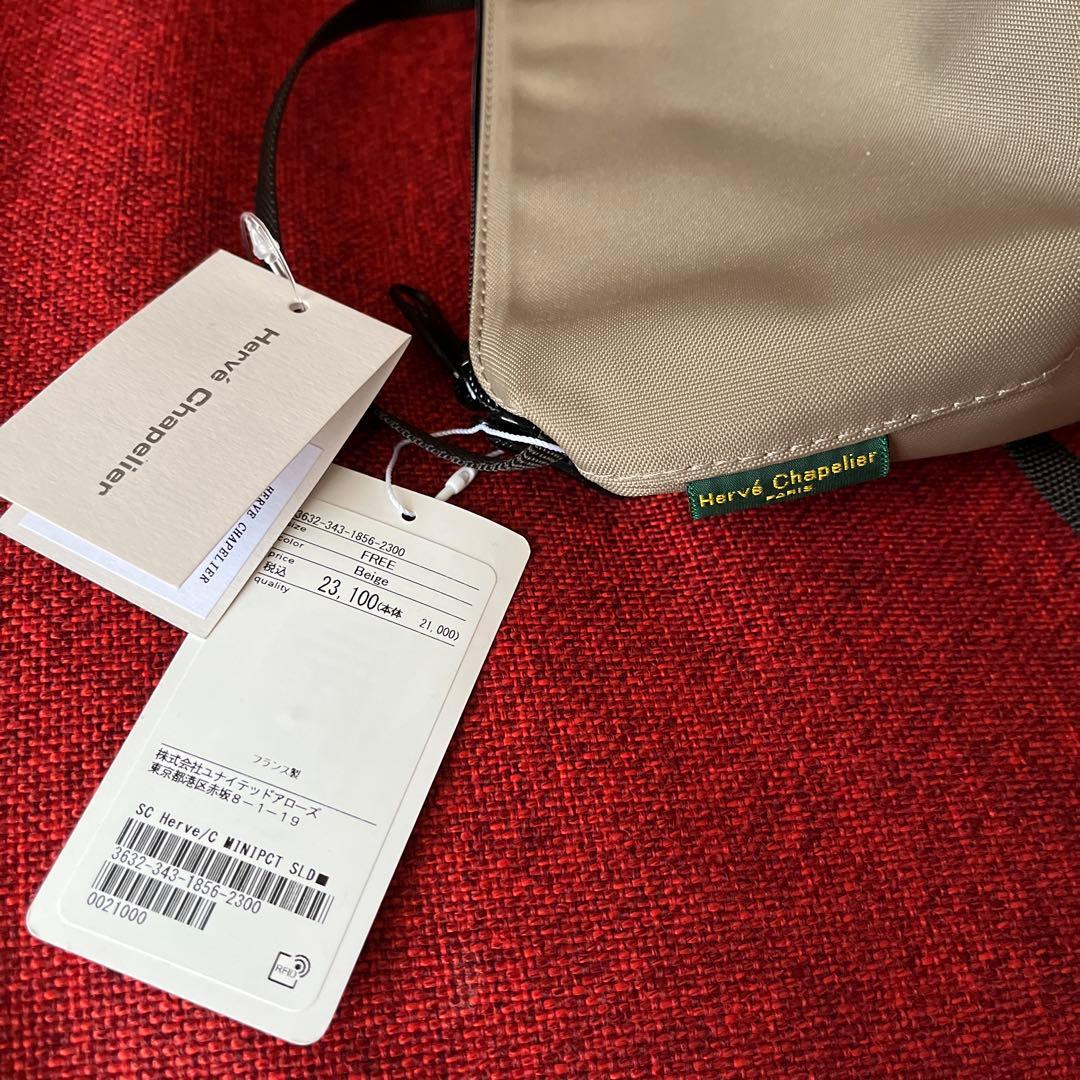 Hervé Chapelier
HERVE CHAPELIER
Hervé Chapelier
PARIS
3632-343-1856-2300
size FREE
color Beige
price
税込 23,100(本体 21,000)
quality
フランス製
株式会社ユナイテッドアローズ
東京都港区赤坂8-1-19
SC Herve/C MINIPCT SLD■
3632-343-1856-2300
0021000
RFID